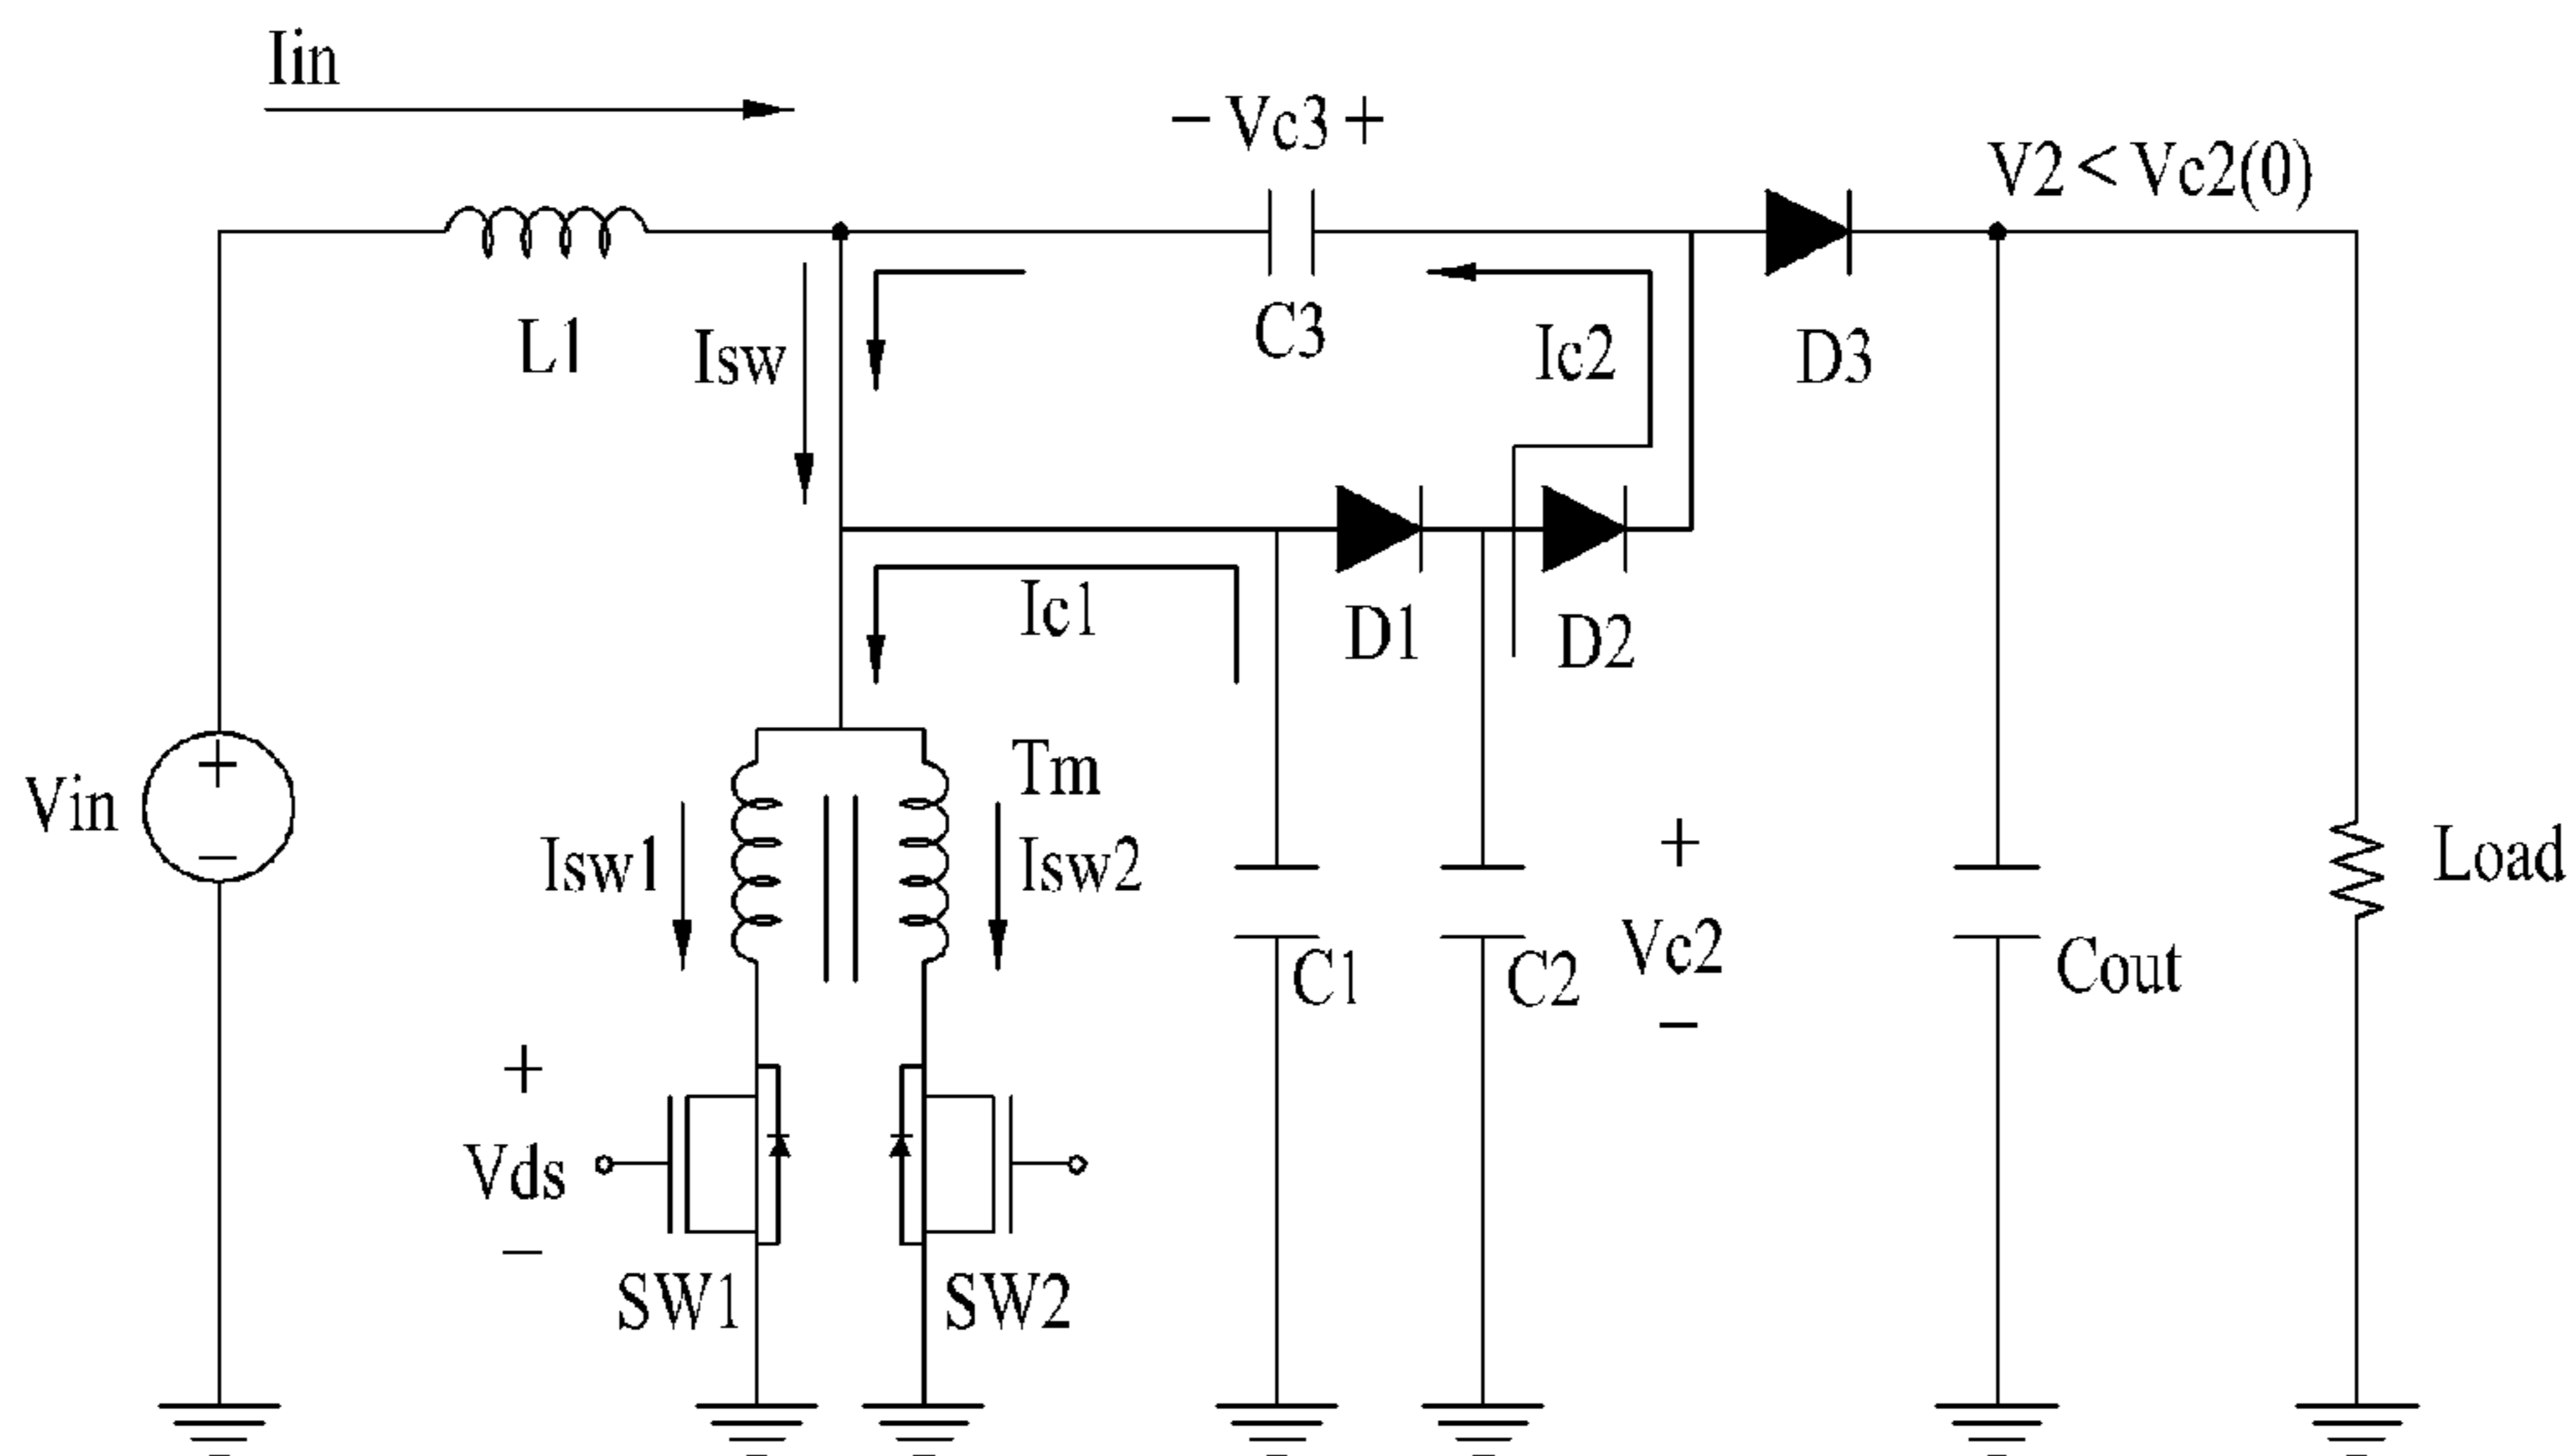 Iin
− Vc3 +
V2 < Vc2(0)
L1
Isw
C3
Ic2
D3
Ic1
D1
D2
Tm
+
Vin
−
Isw1
Isw2
+
Vc2
−
C1
C2
Cout
Load
+
Vds
−
SW1
SW2